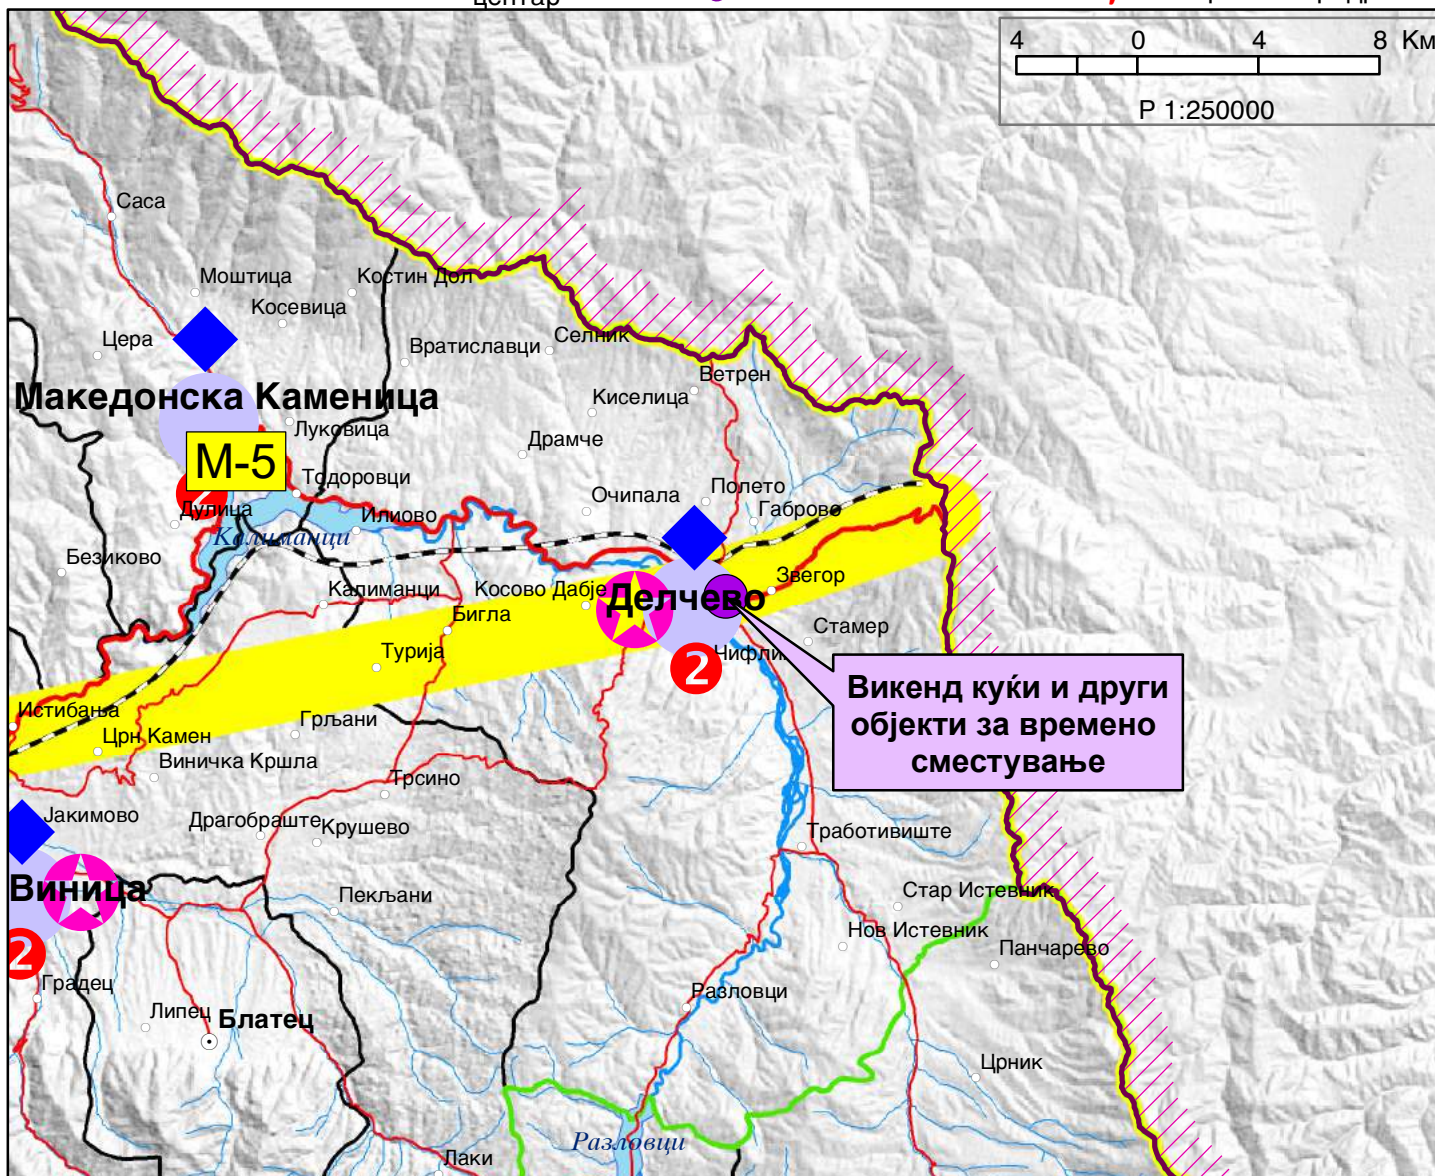 центар
4 0 4 8 Км
Р 1:250000
Саса
Моштица
Костин Дол
Косевица
Цера
Вратиславци
Селник
Ветрен
Македонска Каменица
Киселица
Луковица
Драмче
М-5
Тодоровци
2
Очипала
Полето
Дулица
Илиово
Габрово
Калиманци
Безиково
Звегор
Калиманци
Косово Дабје
Делчево
Бигла
Стамер
Турија
2
Чифлик
Викенд куќи и други
објекти за времено
сместување
Истибања
Грљани
Црн Камен
Виничка Кршла
Трсино
Јакимово
Драгобраште
Крушево
Трабoтивиште
Виница
Пекљани
Стар Истевник
Нов Истевник
Панчарево
2
Градец
Разловци
Липец
Блатец
Црник
Разловци
Лаки